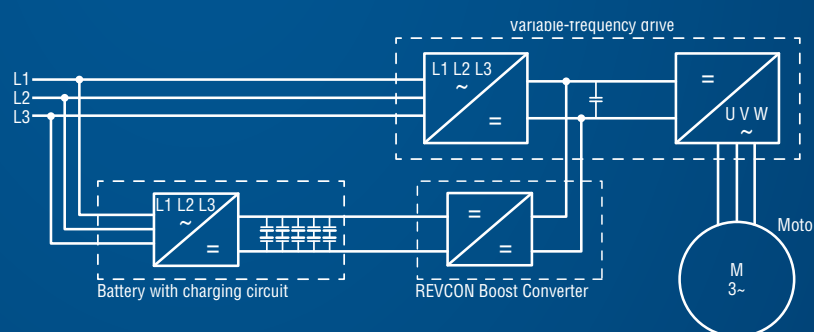 variable-frequency drive
L1
L2
L3
L1 L2 L3
~
=
=
U V W
~
L1 L2 L3
~
=
=
=
Moto
M
3~
Battery with charging circuit
REVCON Boost Converter